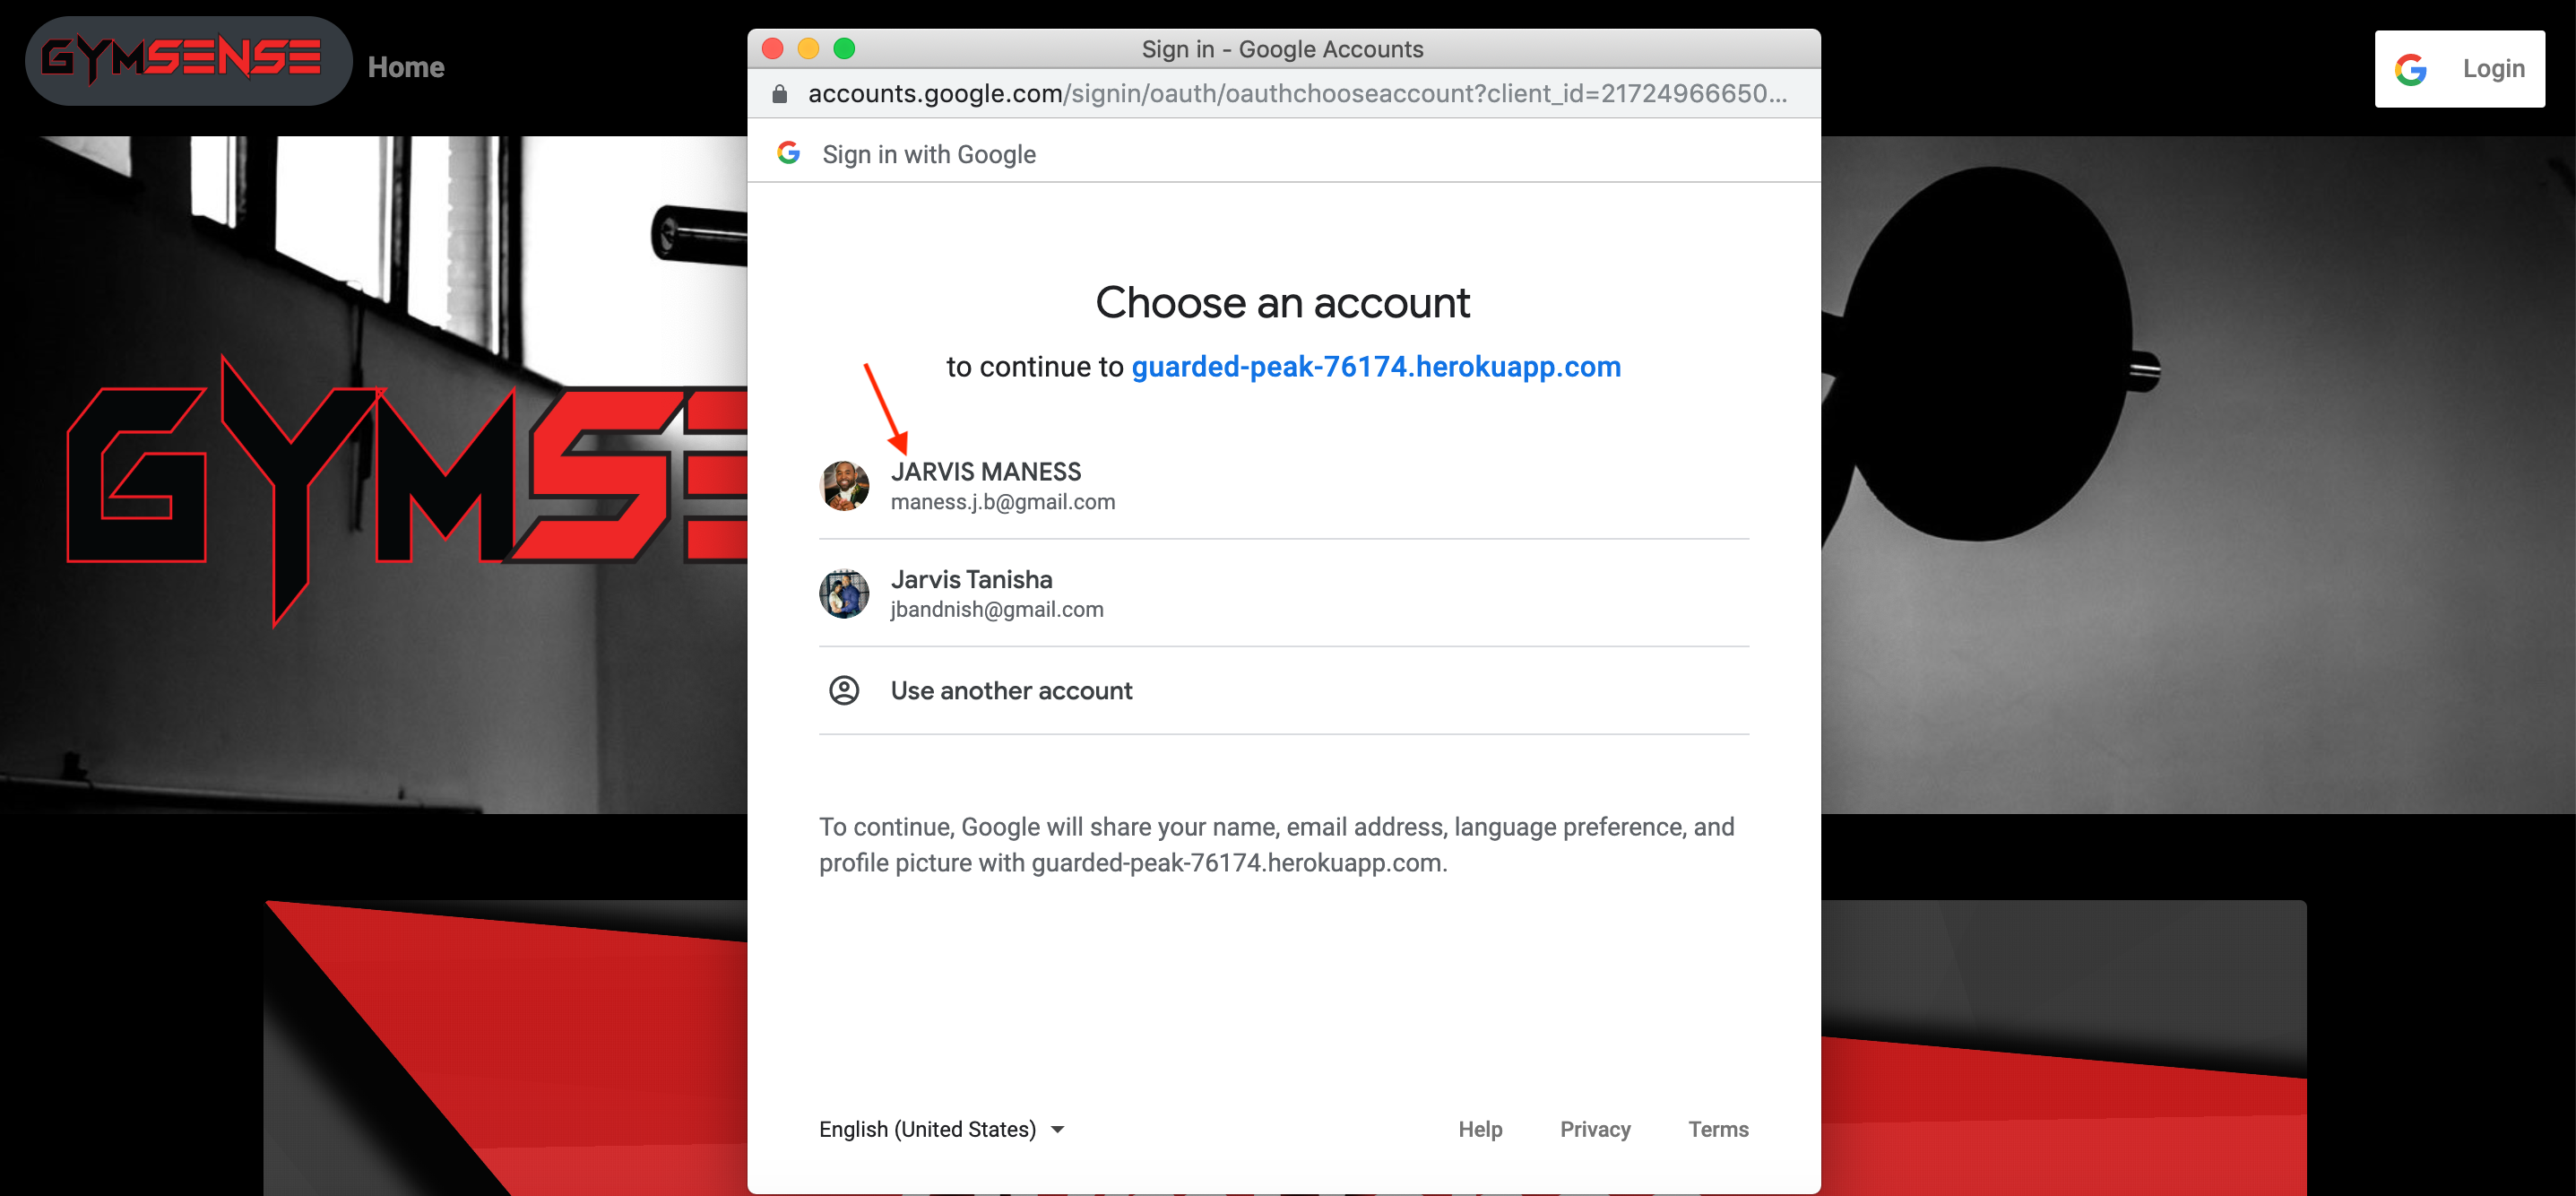 GYMSENSE
Home
Login
Sign in - Google Accounts
accounts.google.com/signin/oauth/oauthchooseaccount?client_id=21724966650...
Sign in with Google
GYMSE
Choose an account
to continue to guarded-peak-76174.herokuapp.com
JARVIS MANESS
maness.j.b@gmail.com
Jarvis Tanisha
jbandnish@gmail.com
Use another account
To continue, Google will share your name, email address, language preference, and
profile picture with guarded-peak-76174.herokuapp.com.
English (United States)
Help
Privacy
Terms